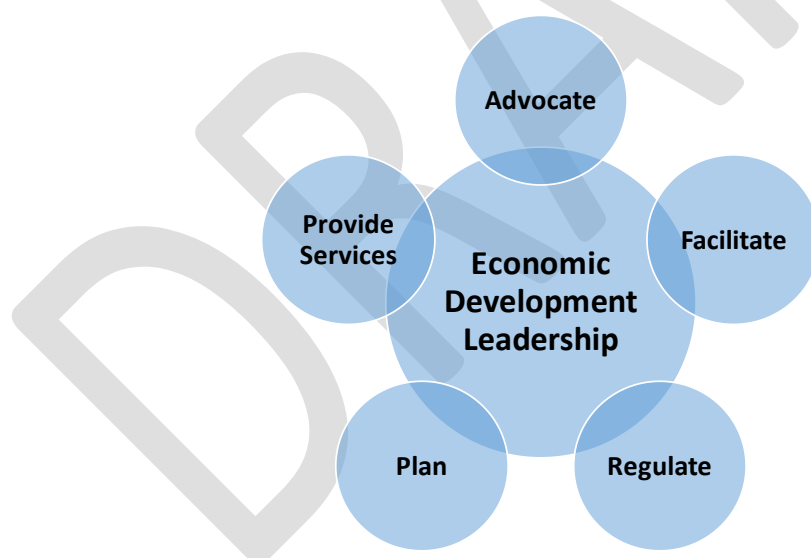 Advocate
Provide
Services
Facilitate
Economic
Development
Leadership
Plan
Regulate